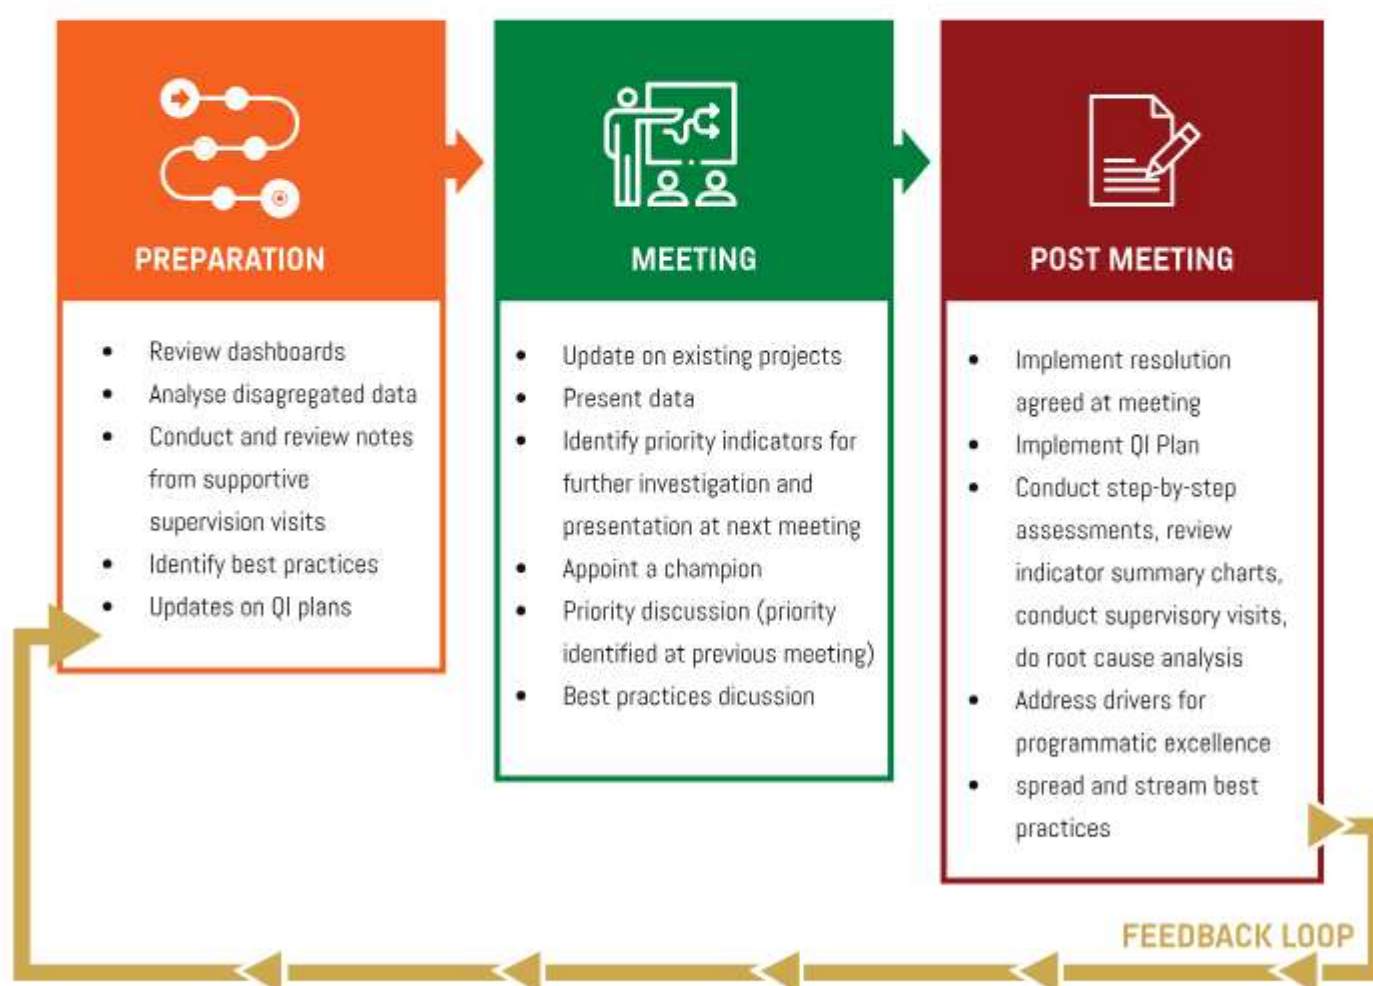 PREPARATION
• Review dashboards
• Analyse disagregated data
• Conduct and review notes
from supportive
supervision visits
• Identify best practices
• Updates on QI plans
MEETING
• Update on existing projects
• Present data
• Identify priority indicators for
further investigation and
presentation at next meeting
• Appoint a champion
• Priority discussion (priority
identified at previous meeting)
• Best practices dicussion
POST MEETING
• Implement resolution
agreed at meeting
• Implement QI Plan
• Conduct step-by-step
assessments, review
indicator summary charts,
conduct supervisory visits,
do root cause analysis
• Address drivers for
programmatic excellence
• spread and stream best
practices
FEEDBACK LOOP